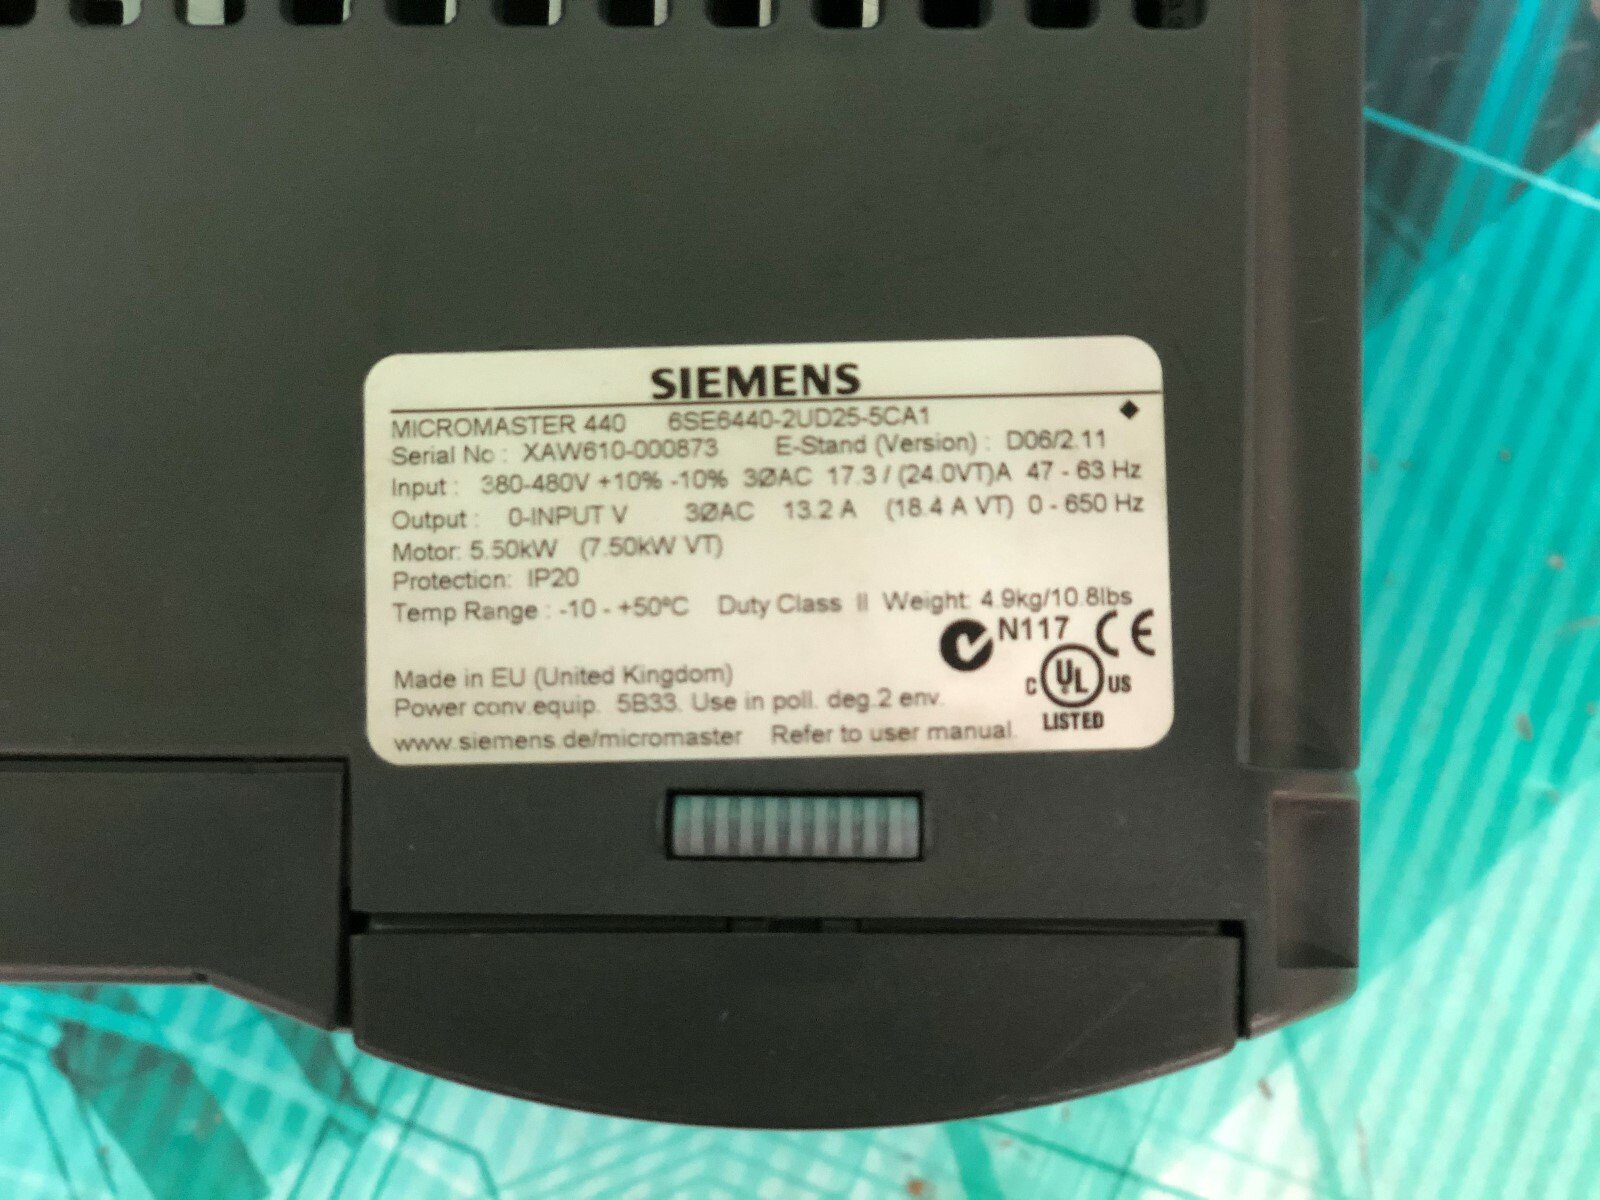 SIEMENS
MICROMASTER 440 6SE6440-2UD25-5CA1
Serial No : XAW610-000873 E-Stand (Version) : D06/2.11
Input : 380-480V +10% -10% 3ØAC 17.3 / (24.0VT)A 47 - 63 Hz
Output : 0-INPUT V 3ØAC 13.2 A (18.4 A VT) 0 - 650 Hz
Motor: 5.50kW (7.50kW VT)
Protection: IP20
Temp Range : -10 - +50°C Duty Class II Weight: 4.9kg/10.8lbs
N117 CE
Made in EU (United Kingdom)
C UL US
Power conv.equip. 5B33. Use in poll. deg.2 env.
LISTED
www.siemens.de/micromaster Refer to user manual.